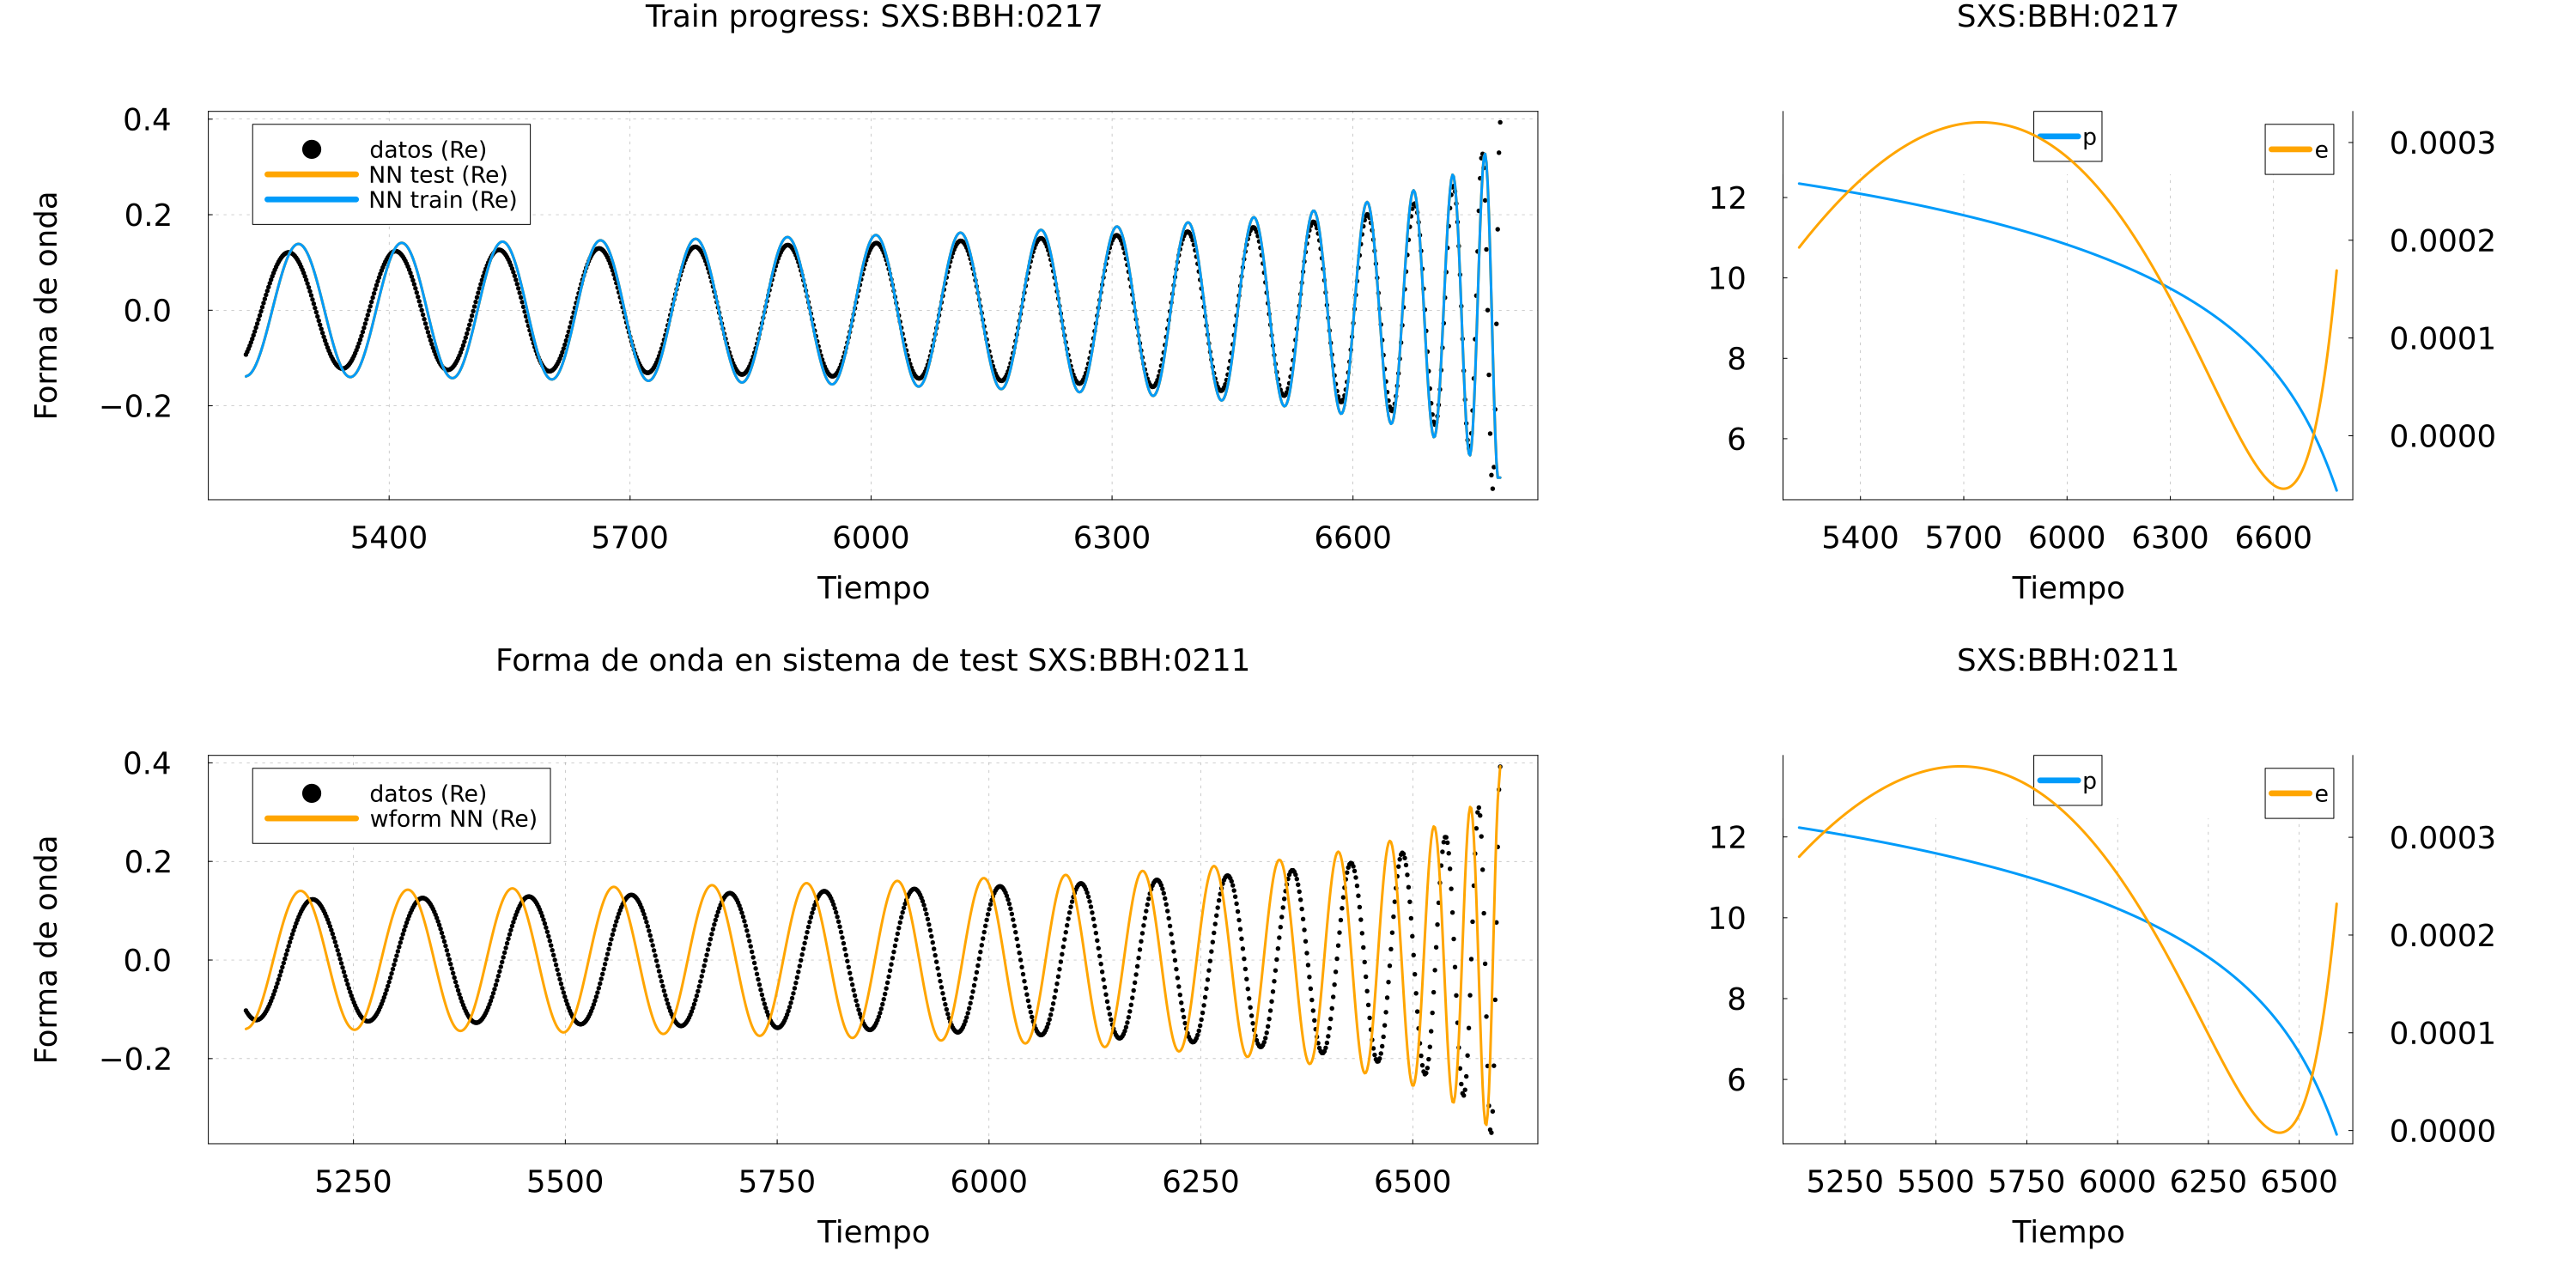 Train progress: SXS:BBH:0217
Forma de onda
0.4
0.2
0.0
−0.2
datos (Re)
NN test (Re)
NN train (Re)
5400 5700 6000 6300 6600
Tiempo
SXS:BBH:0217
12
10
8
6
p
e
0.0003
0.0002
0.0001
0.0000
5400 5700 6000 6300 6600
Tiempo
Forma de onda en sistema de test SXS:BBH:0211
Forma de onda
0.4
0.2
0.0
−0.2
datos (Re)
wform NN (Re)
5250 5500 5750 6000 6250 6500
Tiempo
SXS:BBH:0211
12
10
8
6
p
e
0.0003
0.0002
0.0001
0.0000
5250 5500 5750 6000 6250 6500
Tiempo